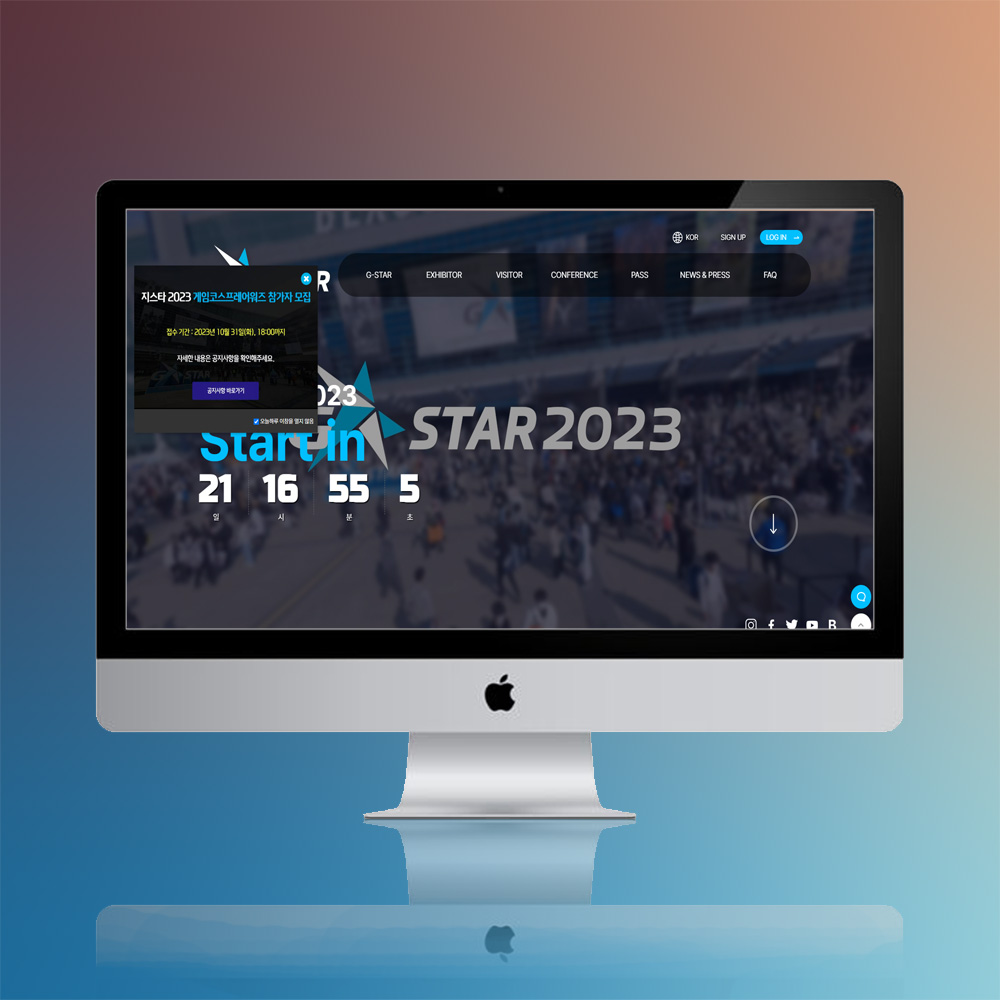 KOR SIGN UP LOG IN →
G-STAR EXHIBITOR VISITOR CONFERENCE PASS NEWS & PRESS FAQ
지스타 2023 게임코스프레어워즈 참가자 모집
접수 기간 : 2023년 10월 31일(화), 18:00까지
자세한 내용은 공지사항을 확인해주세요.
공지사항 바로가기
오늘하루 이창을 열지 않음
STAR 2023
Start in
21 16 55 5
일 시 분 초